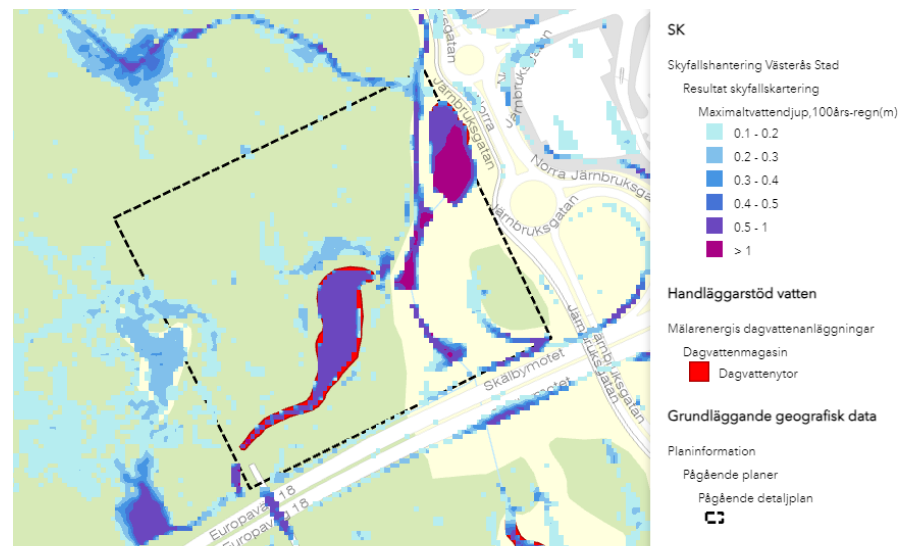 Järnbruksgatan
Norra
Järnbruksgatan
Norra Järnbruksgata
Järnbruksgatan
Järnbruksgatan
Järnbruksgatan
Skälbymotet
motet
Europaväg 18
Europaväg 18
SK
Skyfallshantering Västerås Stad
Resultat skyfallskartering
Maximaltvattendjup,100års-regn(m)
0.1 - 0.2
0.2 - 0.3
0.3 - 0.4
0.4 - 0.5
0.5 - 1
> 1
Handläggarstöd vatten
Mälarenergis dagvattenanläggningar
Dagvattenmagasin
Dagvattenytor
Grundläggande geografisk data
Planinformation
Pågående planer
Pågående detaljplan